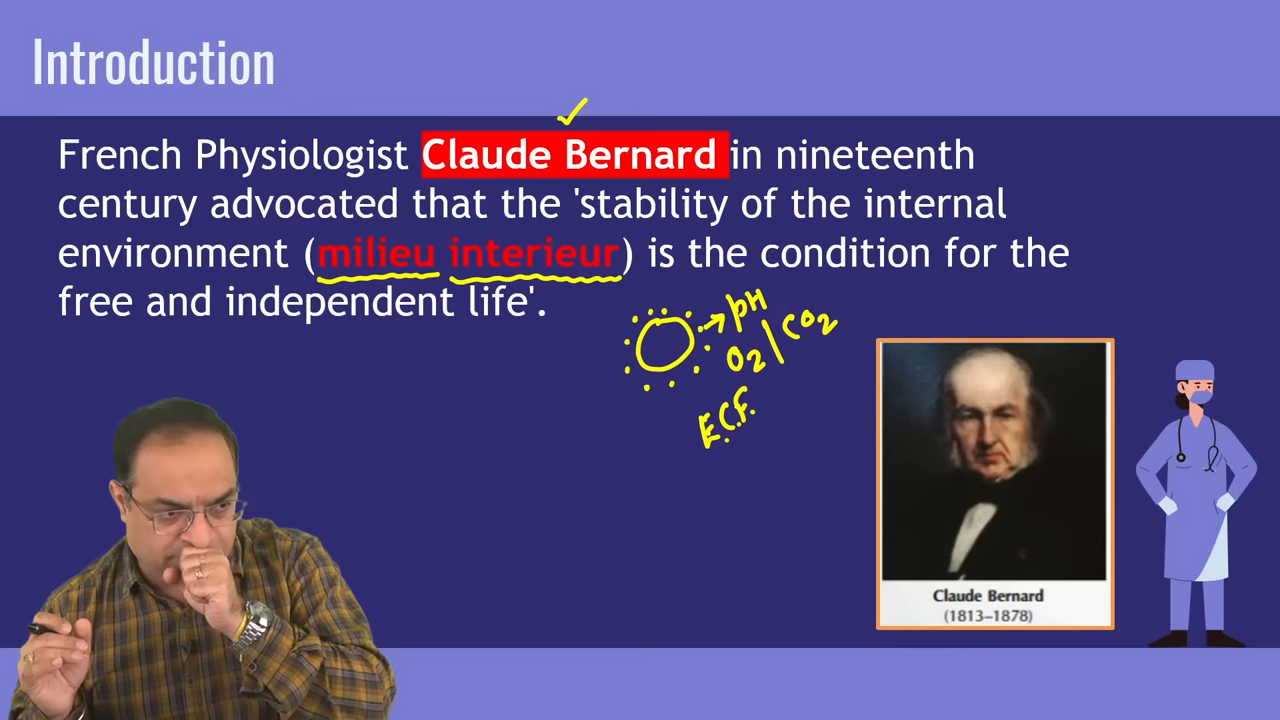 Introduction
French Physiologist Claude Bernard in nineteenth
century advocated that the 'stability of the internal
environment (milieu interieur) is the condition for the
free and independent life'.
pH
O2/CO2
E.C.F.
Claude Bernard
(1813–1878)